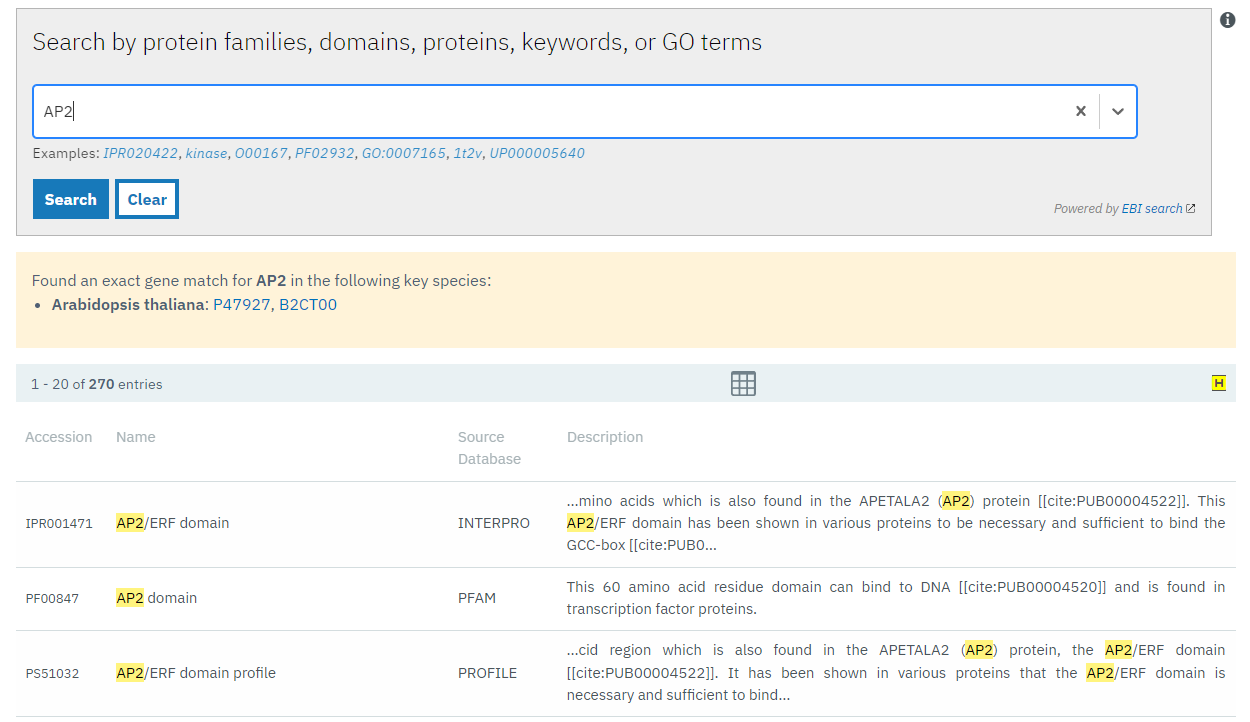 Search by protein families, domains, proteins, keywords, or GO terms
AP2
Examples: IPR020422, kinase, O00167, PF02932, GO:0007165, 1t2v, UP000005640
Search Clear
Powered by EBI search
Found an exact gene match for AP2 in the following key species:
• Arabidopsis thaliana: P47927, B2CT00
1 - 20 of 270 entries H
Accession Name Source Database Description
IPR001471 AP2/ERF domain INTERPRO
...mino acids which is also found in the APETALA2 (AP2) protein [[cite:PUB00004522]]. This
AP2/ERF domain has been shown in various proteins to be necessary and sufficient to bind the
GCC-box [[cite:PUB0...
PF00847 AP2 domain PFAM
This 60 amino acid residue domain can bind to DNA [[cite:PUB00004520]] and is found in
transcription factor proteins.
PS51032 AP2/ERF domain profile PROFILE
...cid region which is also found in the APETALA2 (AP2) protein, the AP2/ERF domain
[[cite:PUB00004522]]. It has been shown in various proteins that the AP2/ERF domain is
necessary and sufficient to bind...